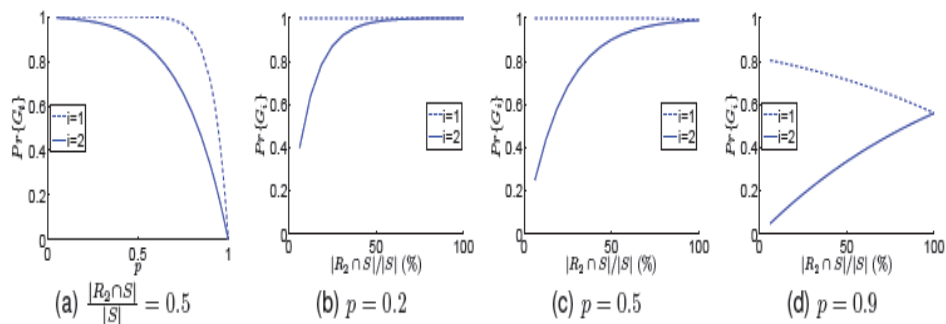 1
0.8
0.6
0.4
0.2
0
Pr{G_i}
i=1
i=2
0
0.5
1
p
(a) |R_2 ∩ S| / |S| = 0.5
1
0.8
0.6
0.4
0.2
0
Pr{G_i}
i=1
i=2
0
50
100
|R_2 ∩ S|/|S| (%)
(b) p = 0.2
1
0.8
0.6
0.4
0.2
0
Pr{G_i}
i=1
i=2
0
50
100
|R_2 ∩ S|/|S| (%)
(c) p = 0.5
1
0.8
0.6
0.4
0.2
0
Pr{G_i}
i=1
i=2
0
50
100
|R_2 ∩ S|/|S| (%)
(d) p = 0.9